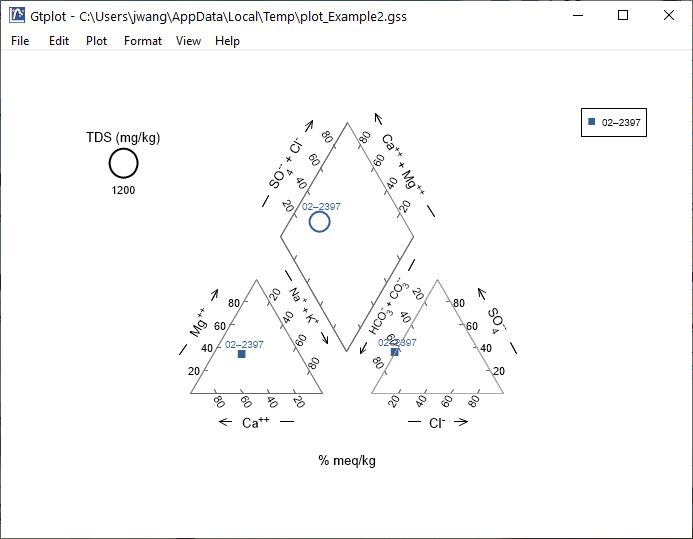 Gtplot - C:\Users\jwang\AppData\Local\Temp\plot_Example2.gss
File Edit Plot Format View Help
02–2397
TDS (mg/kg)
1200
SO₄⁻⁻ + Cl⁻
20 40 60 80
Ca⁺⁺ + Mg⁺⁺
80 60 40 20
02–2397
Mg⁺⁺
80
60
40
20
Na⁺ + K⁺
20
40
60
80
02–2397
80 60 40 20
Ca⁺⁺
HCO₃⁻ + CO₃⁻⁻
20
40
60
80
SO₄⁻⁻
80
60
40
20
02–2397
20 40 60 80
Cl⁻
% meq/kg